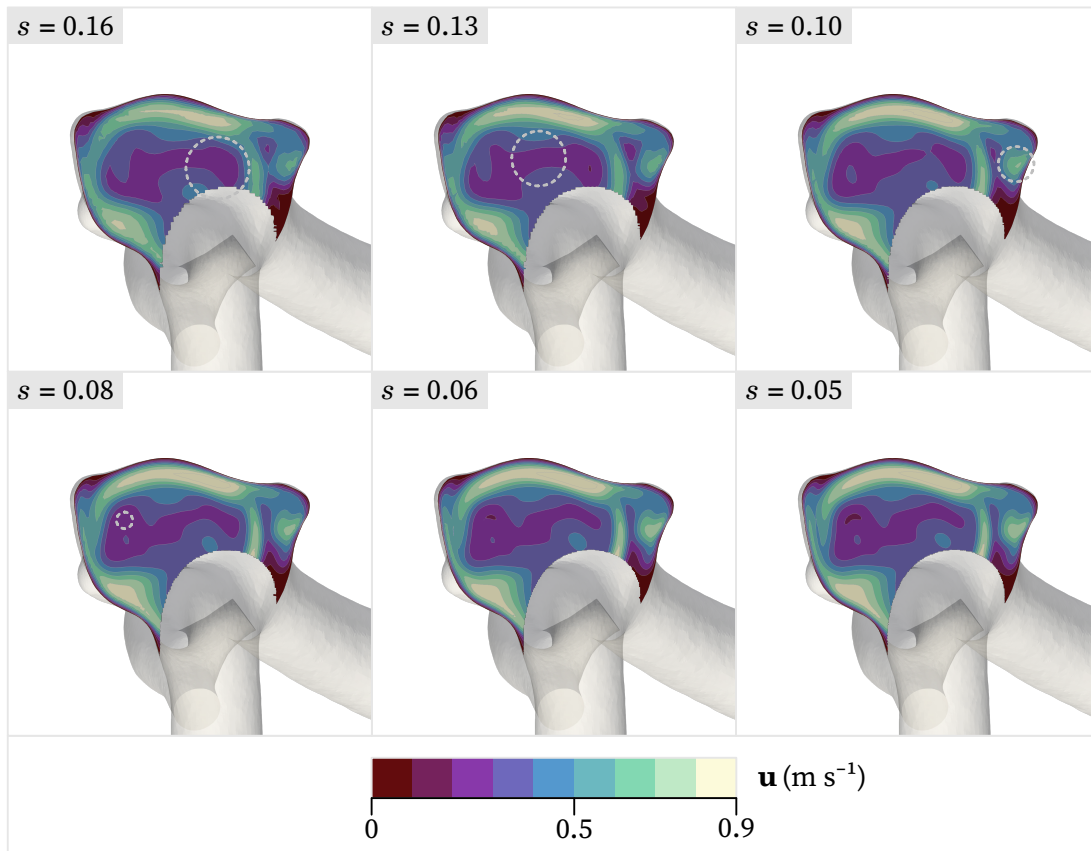 s = 0.16
s = 0.13
s = 0.10
s = 0.08
s = 0.06
s = 0.05
u (m s⁻¹)
0 0.5 0.9